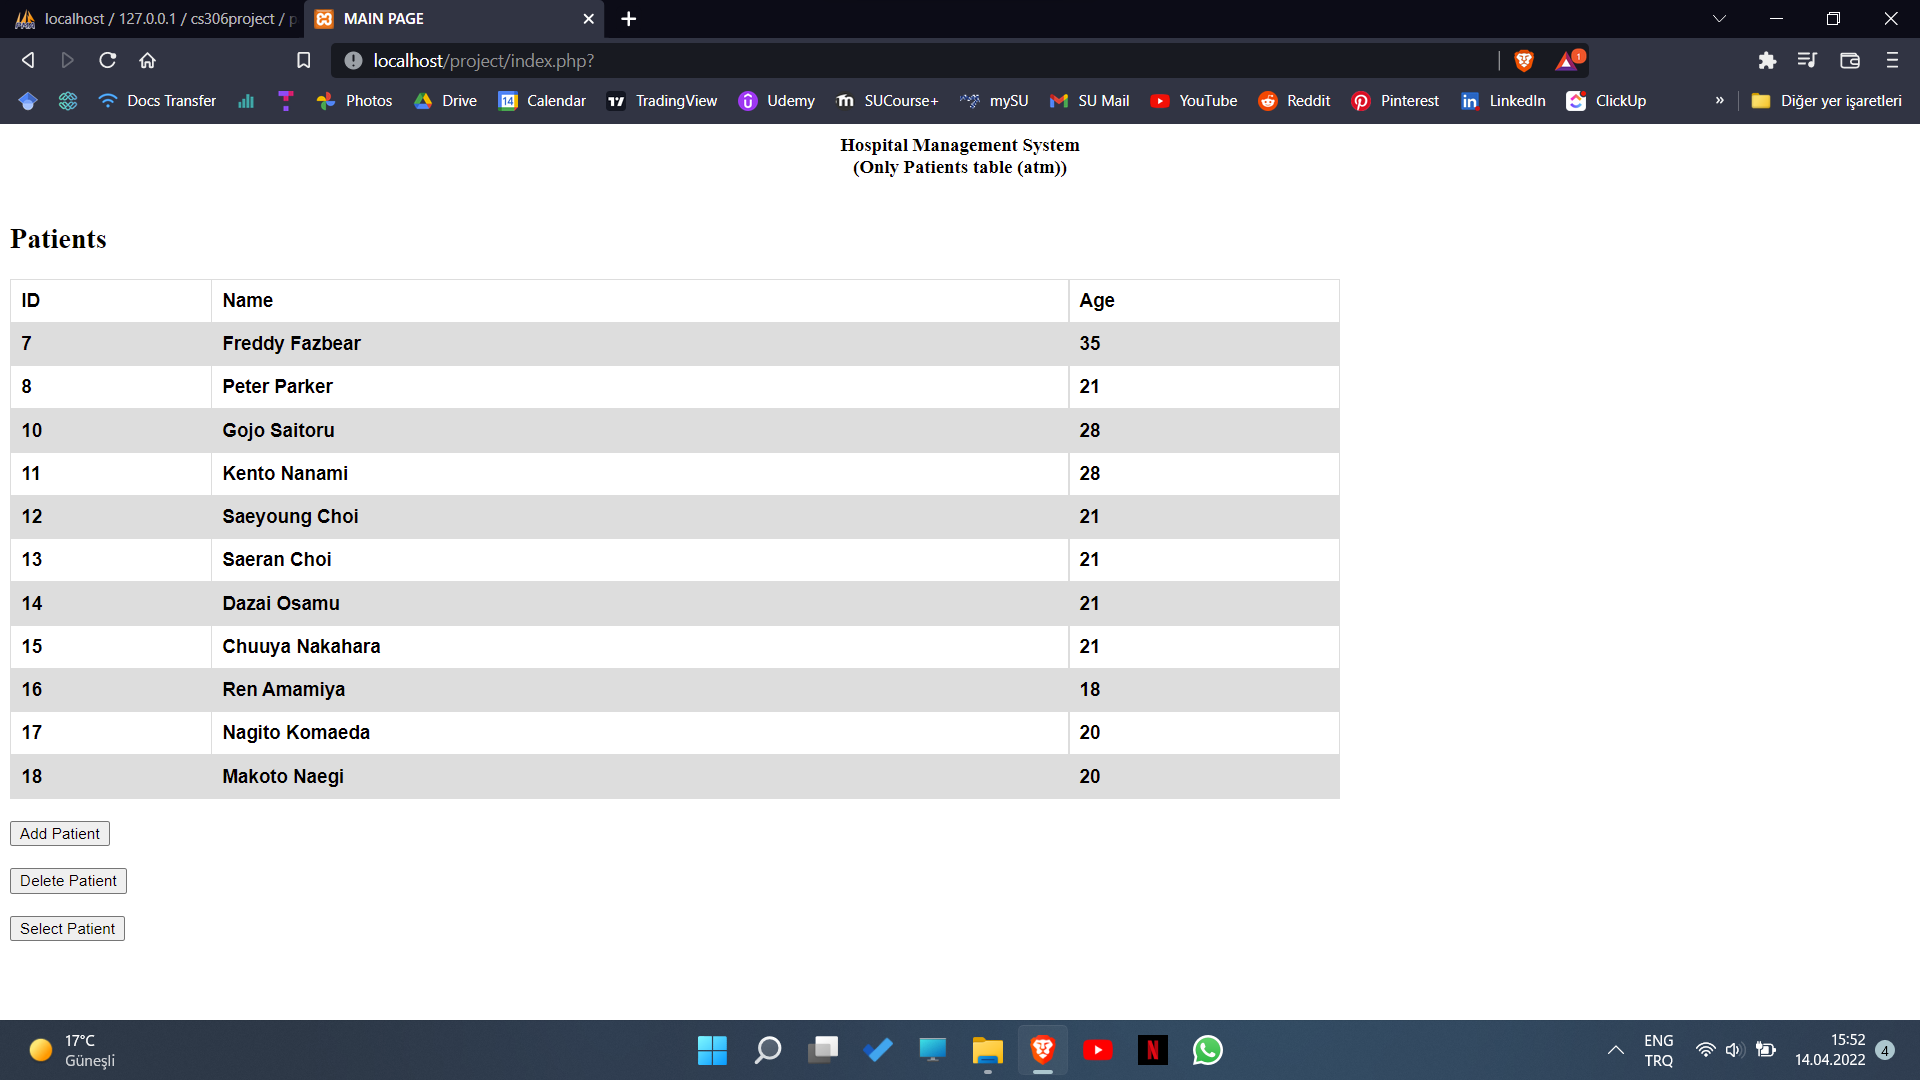 localhost / 127.0.0.1 / cs306project / p
MAIN PAGE
localhost/project/index.php?
1
Docs Transfer
Photos
Drive
14
Calendar
TradingView
Udemy
SUCourse+
mySU
SU Mail
YouTube
Reddit
Pinterest
LinkedIn
ClickUp
»
Diğer yer işaretleri
Hospital Management System
(Only Patients table (atm))
Patients
ID Name Age
7 Freddy Fazbear 35
8 Peter Parker 21
10 Gojo Saitoru 28
11 Kento Nanami 28
12 Saeyoung Choi 21
13 Saeran Choi 21
14 Dazai Osamu 21
15 Chuuya Nakahara 21
16 Ren Amamiya 18
17 Nagito Komaeda 20
18 Makoto Naegi 20
Add Patient
Delete Patient
Select Patient
17°C
Güneşli
ENG
TRQ
15:52
14.04.2022
4